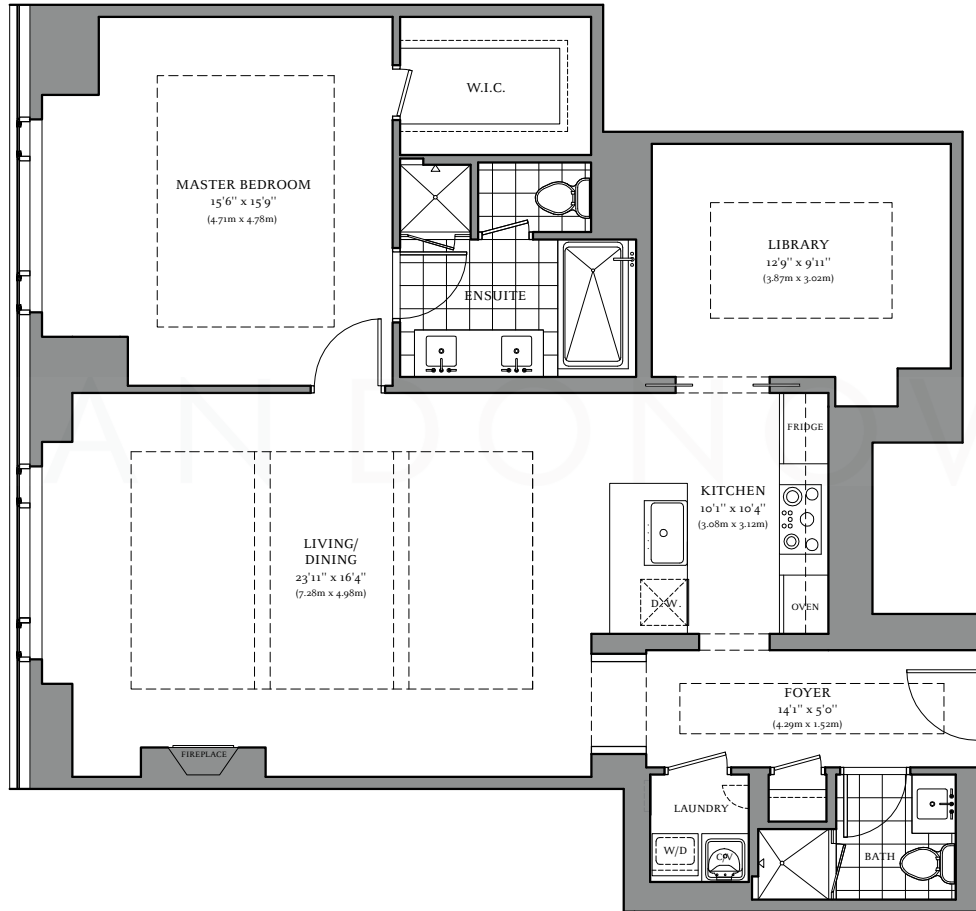 W.I.C.
MASTER BEDROOM
15'6" x 15'9"
(4.71m x 4.78m)
LIBRARY
12'9" x 9'11"
(3.87m x 3.02m)
ENSUITE
FRIDGE
KITCHEN
10'1" x 10'4"
(3.08m x 3.12m)
LIVING/
DINING
23'11" x 16'4"
(7.28m x 4.98m)
D.W.
OVEN
FOYER
14'1" x 5'0"
(4.29m x 1.52m)
FIREPLACE
LAUNDRY
W/D
C/V
BATH
AN DONOV